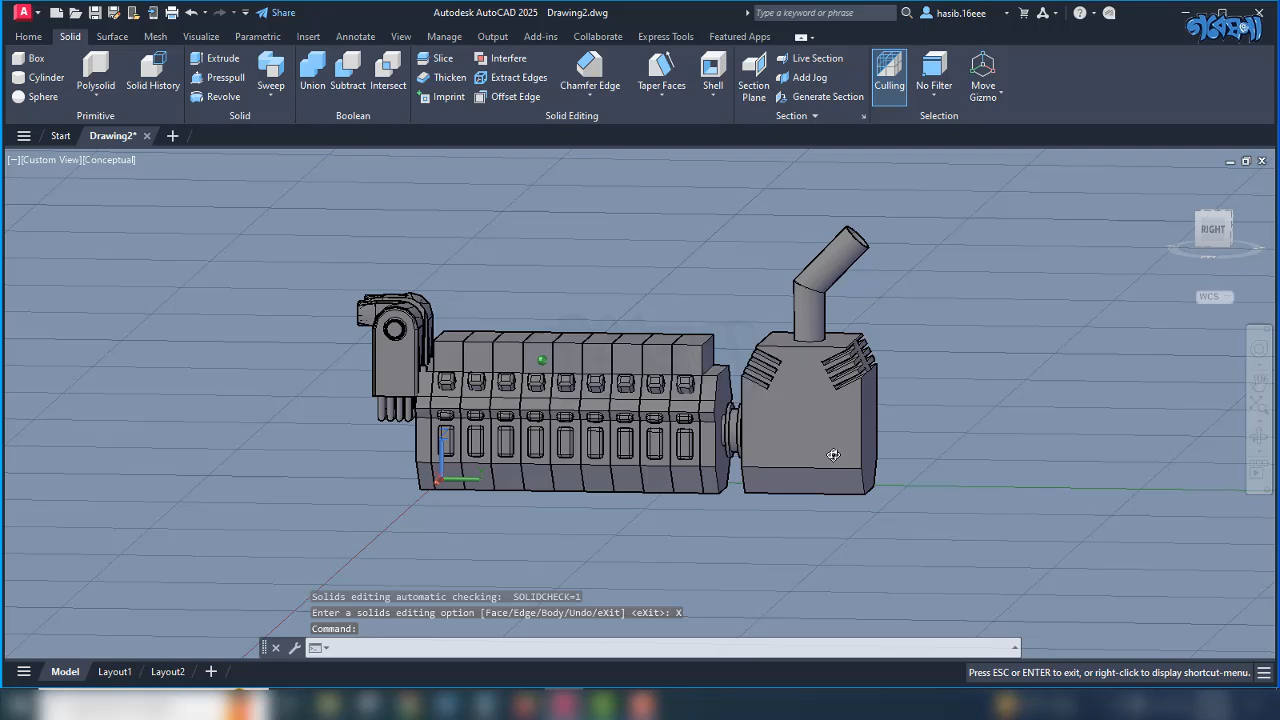 Share
Autodesk AutoCAD 2025 Drawing2.dwg
Type a keyword or phrase
hasib.16eee
গবেষণা
Home Solid Surface Mesh Visualize Parametric Insert Annotate View Manage Output Add-ins Collaborate Express Tools Featured Apps
Box
Cylinder
Sphere
Polysolid
Solid History
Extrude
Presspull
Revolve
Sweep
Union
Subtract
Intersect
Slice
Thicken
Imprint
Interfere
Extract Edges
Offset Edge
Chamfer Edge
Taper Faces
Shell
Section Plane
Live Section
Add Jog
Generate Section
Culling
No Filter
Move Gizmo
Primitive
Solid
Boolean
Solid Editing
Section
Selection
Start
Drawing2*
[−][Custom View][Conceptual]
RIGHT
WCS
Solids editing automatic checking: SOLIDCHECK=1
Enter a solids editing option [Face/Edge/Body/Undo/eXit] <eXit>: X
Command:
Model Layout1 Layout2
Press ESC or ENTER to exit, or right-click to display shortcut-menu.